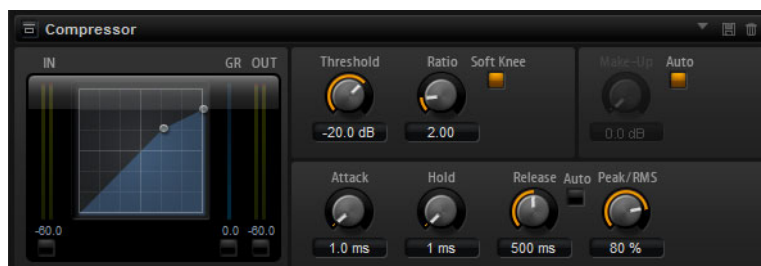 Compressor
IN GR OUT
Threshold Ratio Soft Knee Make-Up Auto
-20.0 dB 2.00 0.0 dB
Attack Hold Release Auto Peak/RMS
-60.0 0.0 -60.0
1.0 ms 1 ms 500 ms 80 %